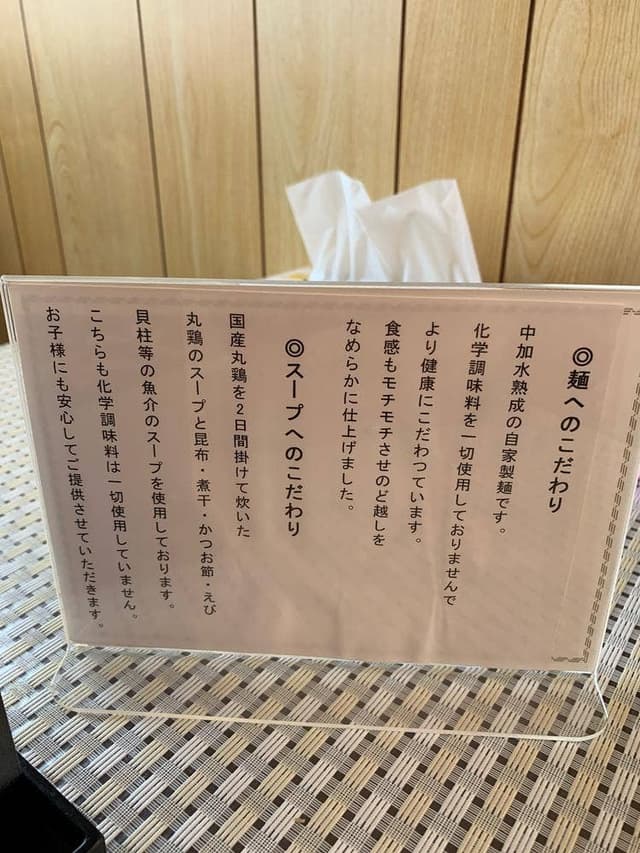 ◎麺へのこだわり
中加水熟成の自家製麺です。
化学調味料を一切使用しておりませんで
より健康にこだわつています。
食感もモチモチさせのど越しを
なめらかに仕上げました。
◎スープへのこだわり
国産丸鶏を2日間掛けて炊いた
丸鶏のスープと昆布・煮干・かつお節・えび
貝柱等の魚介のスープを使用しております。
こちらも化学調味料は一切使用していません。
お子様にも安心してご提供させていただきます。